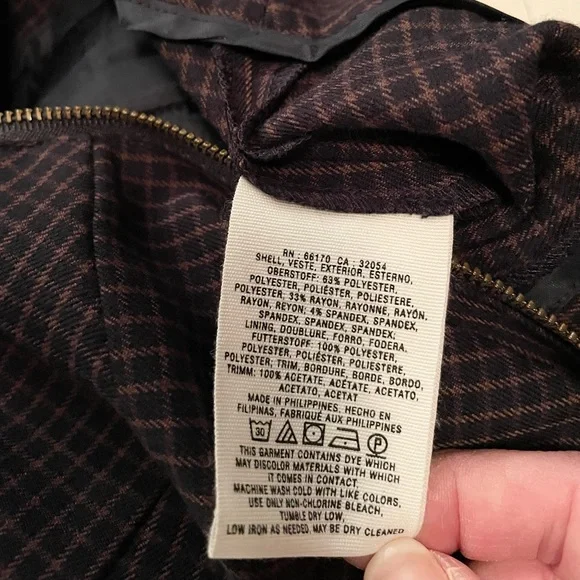 RN : 66170 CA : 32054
SHELL, VESTE, EXTERIOR, ESTERNO,
OBERSTOFF: 63% POLYESTER,
POLYESTER, POLIÉSTER, POLIESTERE,
POLYESTER; 33% RAYON, RAYONNE, RAYÓN,
RAYON, REYON; 4% SPANDEX, SPANDEX,
SPANDEX, SPANDEX, SPANDEX,
LINING, DOUBLURE, FORRO, FODERA,
FUTTERSTOFF: 100% POLYESTER,
POLYESTER, POLIÉSTER, POLIESTERE,
POLYESTER; TRIM, BORDURE, BORDE, BORDO,
TRIMM: 100% ACETATE, ACÉTATE, ACETATO,
ACETATO, ACETAT
MADE IN PHILIPPINES, HECHO EN
FILIPINAS, FABRIQUÉ AUX PHILIPPINES
30 P
THIS GARMENT CONTAINS DYE WHICH
MAY DISCOLOR MATERIALS WITH WHICH
IT COMES IN CONTACT.
MACHINE WASH COLD WITH LIKE COLORS,
USE ONLY NON-CHLORINE BLEACH,
TUMBLE DRY LOW,
LOW IRON AS NEEDED. MAY BE DRY CLEANED